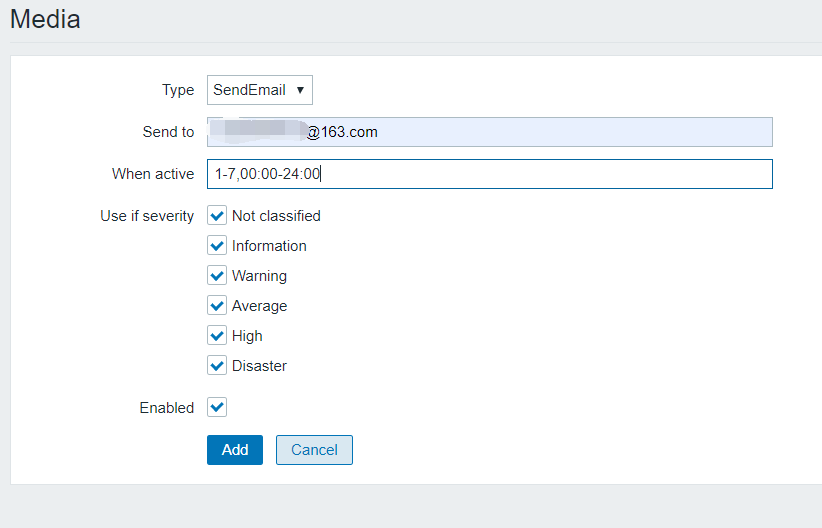 Media
Type SendEmail
Send to @163.com
When active 1-7,00:00-24:00
Use if severity Not classified
Information
Warning
Average
High
Disaster
Enabled
Add Cancel